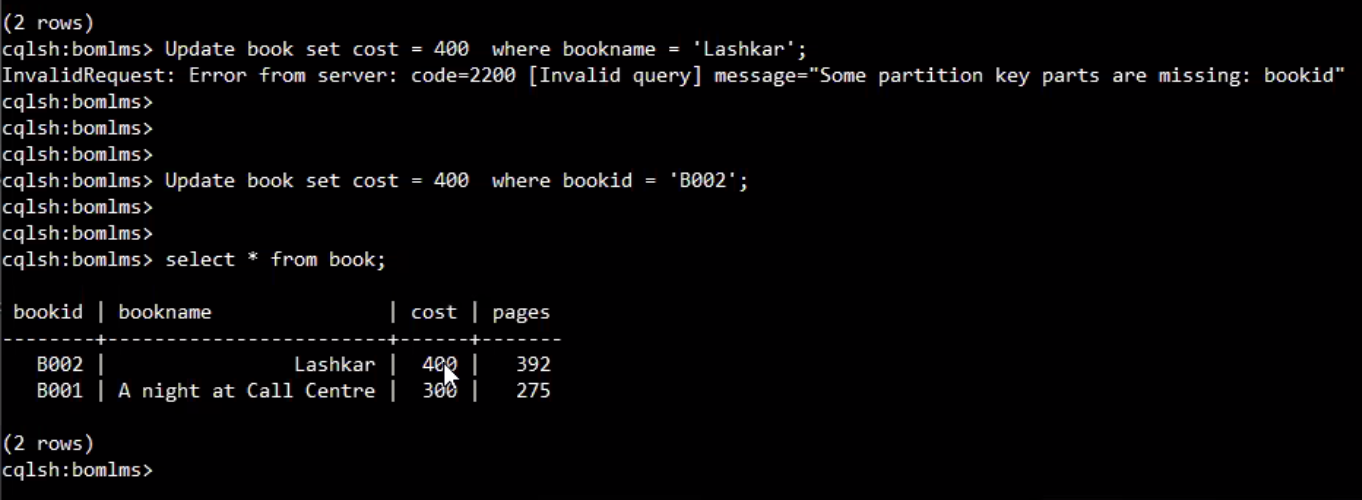 (2 rows)
cqlsh:bomlms> Update book set cost = 400  where bookname = 'Lashkar';
InvalidRequest: Error from server: code=2200 [Invalid query] message="Some partition key parts are missing: bookid"
cqlsh:bomlms>
cqlsh:bomlms>
cqlsh:bomlms>
cqlsh:bomlms> Update book set cost = 400  where bookid = 'B002';
cqlsh:bomlms>
cqlsh:bomlms>
cqlsh:bomlms> select * from book;
 bookid | bookname               | cost | pages
--------+------------------------+------+-------
   B002 |                Lashkar |  400 |   392
   B001 | A night at Call Centre |  300 |   275
(2 rows)
cqlsh:bomlms>